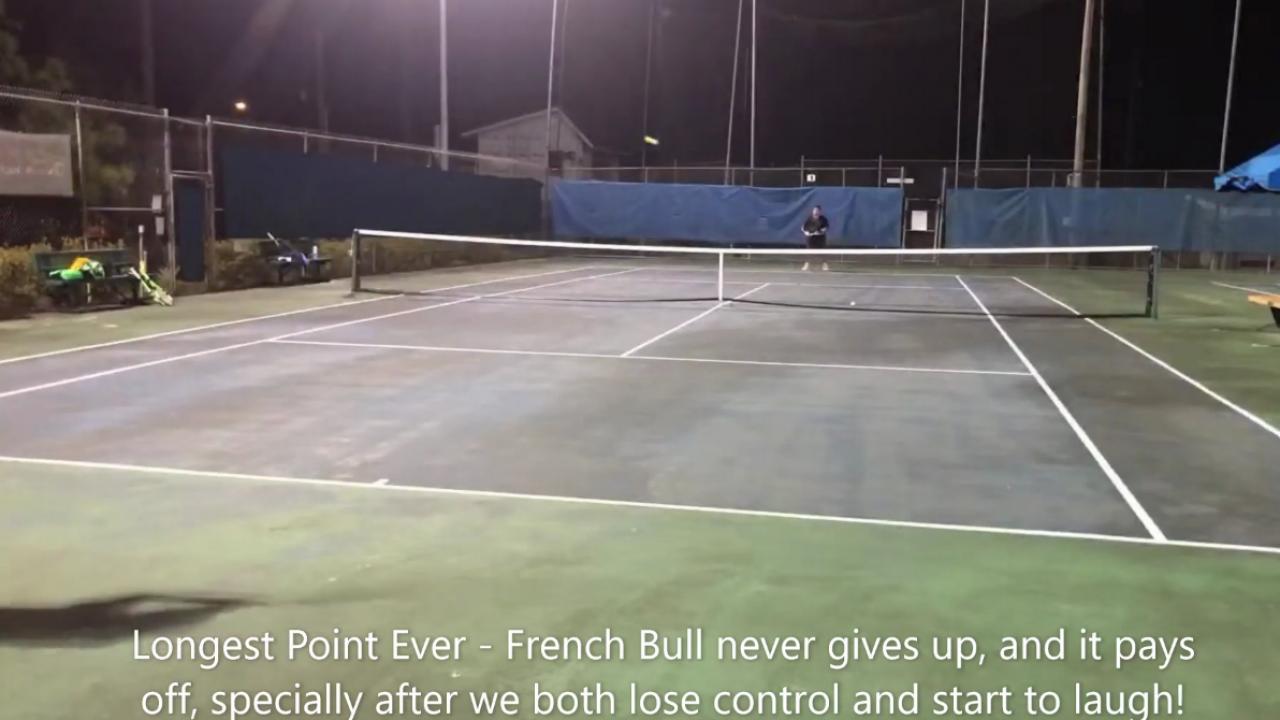 Longest Point Ever - French Bull never gives up, and it pays
off, specially after we both lose control and start to laugh!